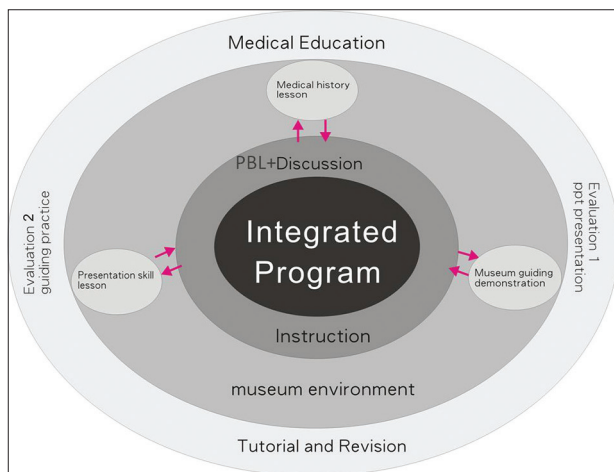 Medical Education
Medical history
lesson
PBL+Discussion
Integrated
Program
Instruction
Evaluation 2
guiding practice
Presentation skill
lesson
Evaluation 1
ppt presentation
Museum guiding
demonstration
museum environment
Tutorial and Revision